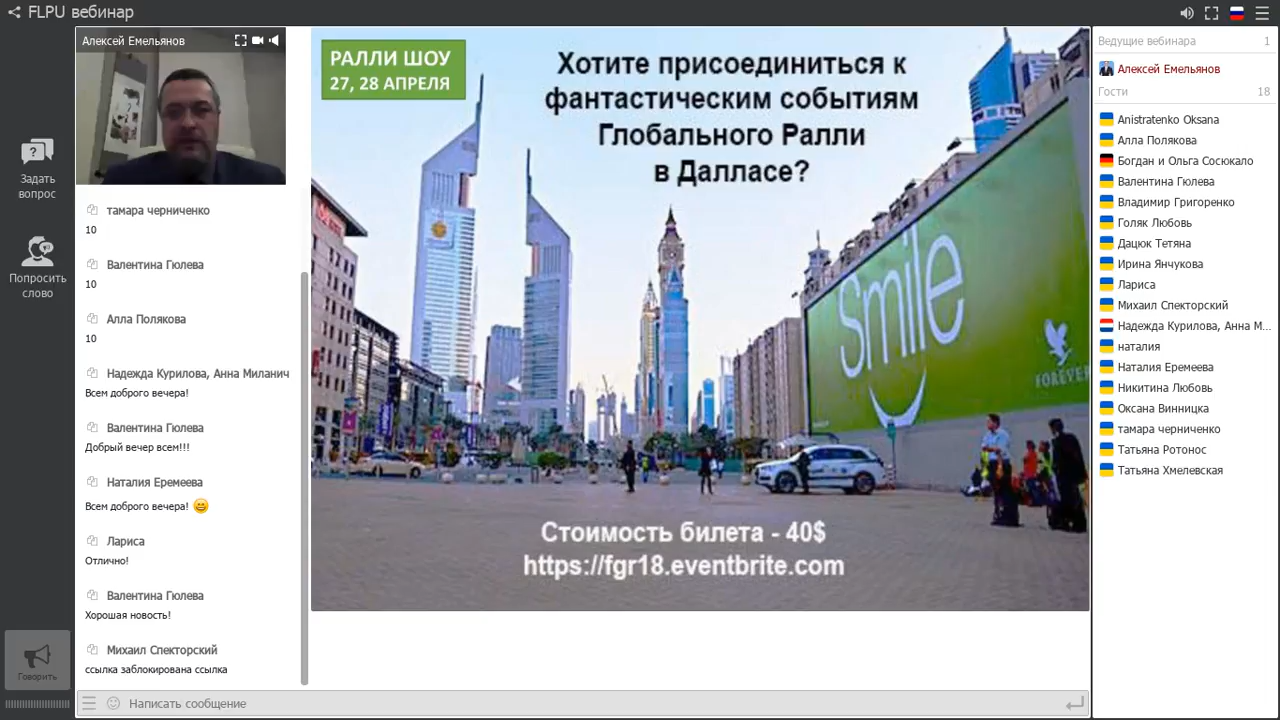 FLPU вебинар
Задать
вопрос
Попросить
слово
Говорить
Алексей Емельянов
тамара черниченко
10
Валентина Гюлева
10
Алла Полякова
10
Надежда Курилова, Анна Миланич
Всем доброго вечера!
Валентина Гюлева
Добрый вечер всем!!!
Наталия Еремеева
Всем доброго вечера!
Лариса
Отлично!
Валентина Гюлева
Хорошая новость!
Михаил Спекторский
ссылка заблокирована ссылка
Написать сообщение
РАЛЛИ ШОУ
27, 28 АПРЕЛЯ
Хотите присоединиться к
фантастическим событиям
Глобального Ралли
в Далласе?
smile
FOREVER
Стоимость билета - 40$
https://fgr18.eventbrite.com
Ведущие вебинара 1
Алексей Емельянов
Гости 18
Anistratenko Oksana
Алла Полякова
Богдан и Ольга Сосюкало
Валентина Гюлева
Владимир Григоренко
Голяк Любовь
Дацюк Тетяна
Ирина Янчукова
Лариса
Михаил Спекторский
Надежда Курилова, Анна М...
наталия
Наталия Еремеева
Никитина Любовь
Оксана Винницка
тамара черниченко
Татьяна Ротонос
Татьяна Хмелевская